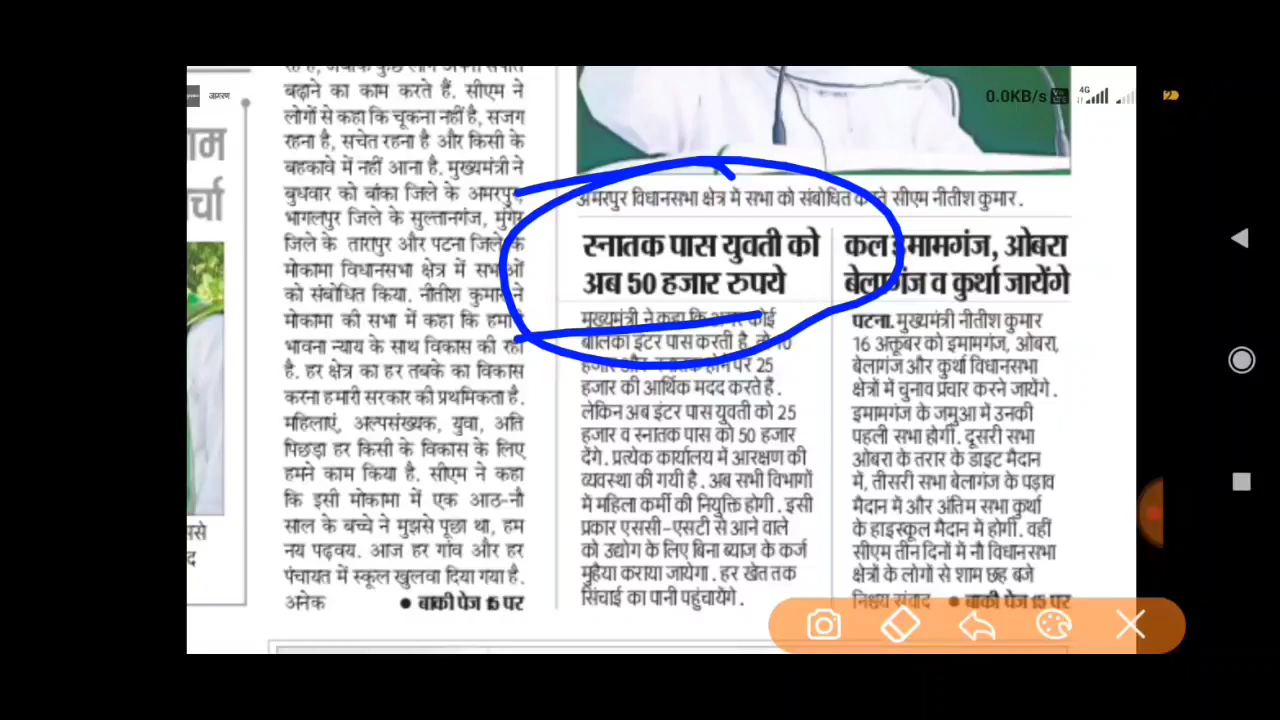 जागरण
0.0KB/s
4G
2
ाम
र्चा
बढ़ाने का काम करते हैं. सीएम ने
लोगों से कहा कि चूकना नहीं है, सजग
रहना है, सचेत रहना है और किसी के
बहकावे में नहीं आना है. मुख्यमंत्री ने
बुधवार को बांका जिले के अमरपुर,
भागलपुर जिले के सुल्तानगंज, मुंगेर
जिले के तारापुर और पटना जिले के
मोकामा विधानसभा क्षेत्र में सभाओं
को संबोधित किया. नीतीश कुमार ने
मोकामा की सभा में कहा कि हमारी
भावना न्याय के साथ विकास की रही
है. हर क्षेत्र का हर तबके का विकास
करना हमारी सरकार की प्राथमिकता है.
महिलाएं, अल्पसंख्यक, युवा, अति
पिछड़ा हर किसी के विकास के लिए
हमने काम किया है. सीएम ने कहा
कि इसी मोकामा में एक आठ-नौ
साल के बच्चे ने मुझसे पूछा था, हम
नय पढ़वय. आज हर गांव और हर
पंचायत में स्कूल खुलवा दिया गया है.
अनेक ● बाकी पेज 15 पर
अमरपुर विधानसभा क्षेत्र में सभा को संबोधित करते सीएम नीतीश कुमार.
स्नातक पास युवती को
अब 50 हजार रुपये
मुख्यमंत्री ने कहा कि अगर कोई
बालिका इंटर पास करती है. तो 10
हजार और स्नातक होने पर 25
हजार की आर्थिक मदद करते है.
लेकिन अब इंटर पास युवती को 25
हजार व स्नातक पास को 50 हजार
देंगे. प्रत्येक कार्यालय में आरक्षण की
व्यवस्था की गयी है. अब सभी विभागों
में महिला कर्मी की नियुक्ति होगी. इसी
प्रकार एससी-एसटी से आने वाले
को उद्योग के लिए बिना ब्याज के कर्ज
मुहैया कराया जायेगा. हर खेत तक
सिंचाई का पानी पहुंचायेंगे.
कल इमामगंज, ओबरा
बेलागंज व कुर्था जायेंगे
पटना. मुख्यमंत्री नीतीश कुमार
16 अक्तूबर को इमामगंज, ओबरा,
बेलागंज और कुर्था विधानसभा
क्षेत्रों में चुनाव प्रचार करने जायेंगे.
इमामगंज के जमुआ में उनकी
पहली सभा होगी. दूसरी सभा
ओबरा के तरार के डाइट मैदान
में, तीसरी सभा बेलागंज के पड़ाव
मैदान में और अंतिम सभा कुर्था
के हाइस्कूल मैदान में होगी. वहीं
सीएम तीन दिनों में नौ विधानसभा
क्षेत्रों के लोगों से शाम छह बजे
निश्चय संवाद ● बाकी पेज 15 पर